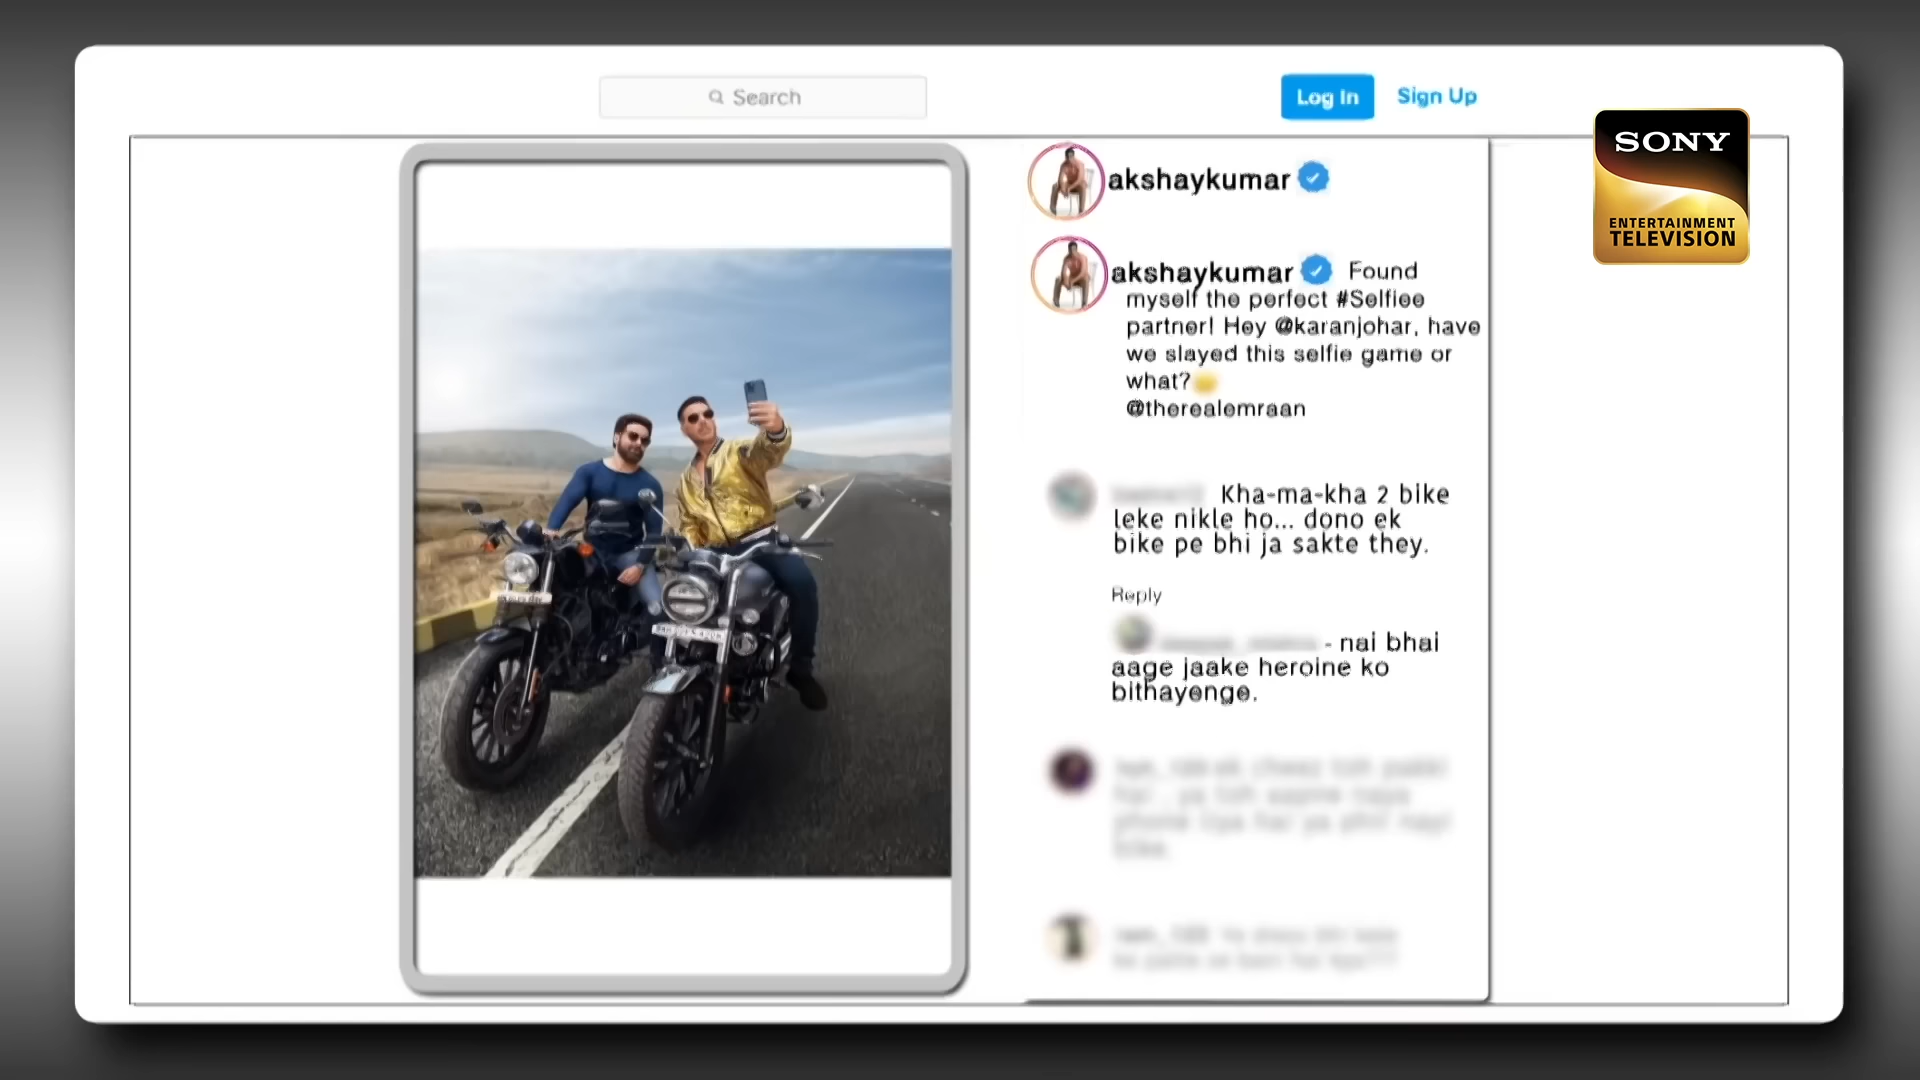 Search
Log In
Sign Up
SONY
ENTERTAINMENT
TELEVISION
akshaykumar
akshaykumar Found
myself the perfect #Selfiee
partner! Hey @karanjohar, have
we slayed this selfie game or
what?
@therealemraan
Kha-ma-kha 2 bike
leke nikle ho... dono ek
bike pe bhi ja sakte they.
Reply
- nai bhai
aage jaake heroine ko
bithayenge.